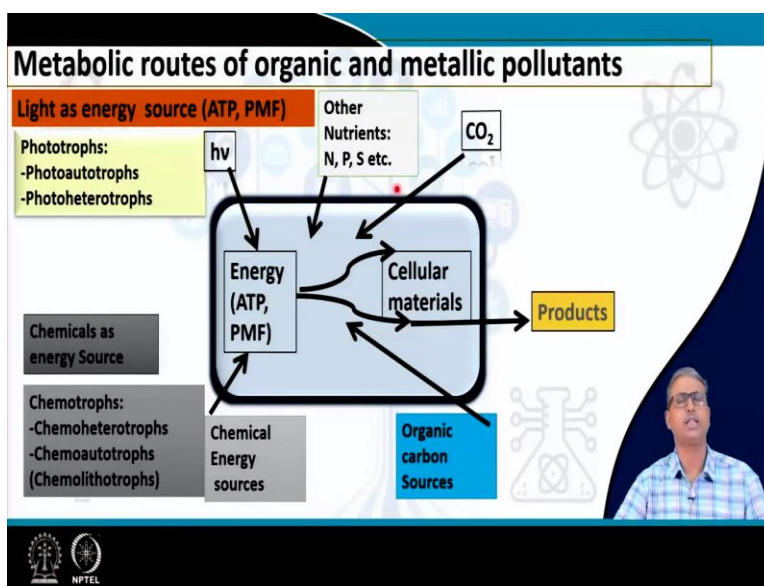 Metabolic routes of organic and metallic pollutants
Light as energy source (ATP, PMF)
Phototrophs:
-Photoautotrophs
-Photoheterotrophs
hν
Other
Nutrients:
N, P, S etc.
CO₂
Energy
(ATP,
PMF)
Cellular
materials
Products
Chemicals as
energy Source
Chemotrophs:
-Chemoheterotrophs
-Chemoautotrophs
(Chemolithotrophs)
Chemical
Energy
sources
Organic
carbon
Sources
NPTEL